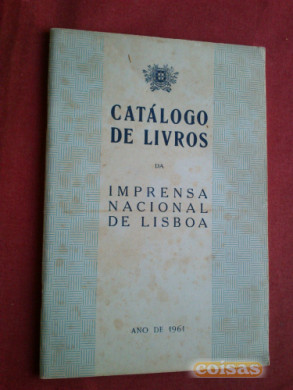 CATÁLOGO
DE LIVROS
DA
IMPRENSA
NACIONAL
DE LISBOA
ANO DE 1961
coisas